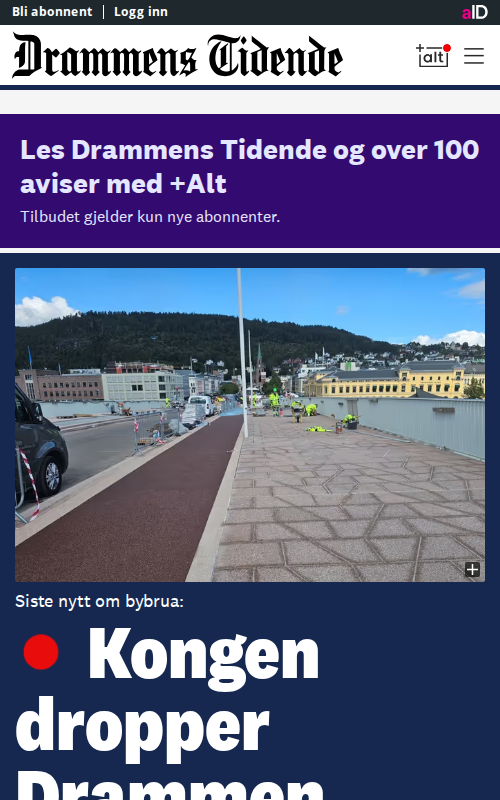 Bli abonnent | Logg inn
aID
Drammens Tidende
+alt
Les Drammens Tidende og over 100
aviser med +Alt
Tilbudet gjelder kun nye abonnenter.
Siste nytt om bybrua:
Kongen
dropper
Drammen